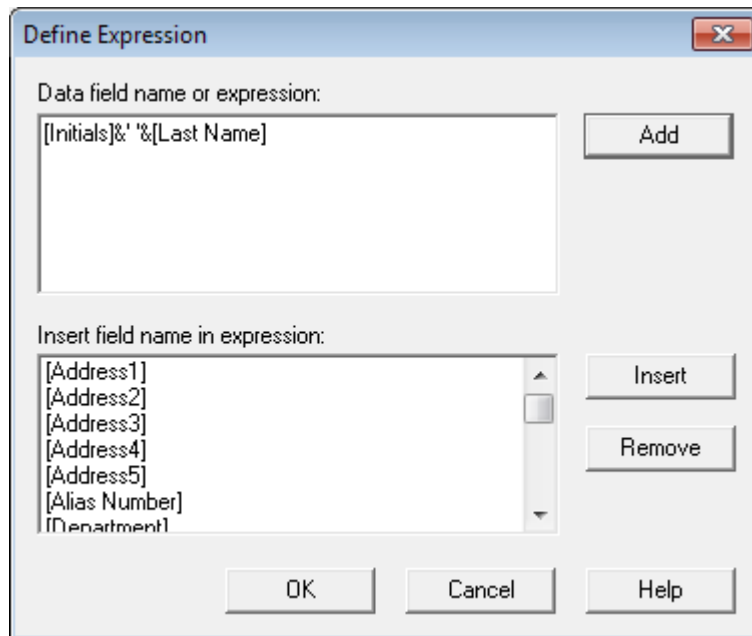 Define Expression
Data field name or expression:
[Initials]&' '&[Last Name]
Add
Insert field name in expression:
[Address1]
[Address2]
[Address3]
[Address4]
[Address5]
[Alias Number]
[Department]
Insert
Remove
OK
Cancel
Help